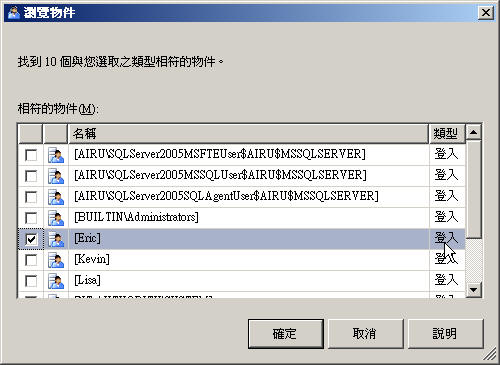 瀏覽物件
找到 10 個與您選取之類型相符的物件。
相符的物件(M):
名稱 類型
[AIRU\SQLServer2005MSFTEUser$AIRU$MSSQLSERVER] 登入
[AIRU\SQLServer2005MSSQLUser$AIRU$MSSQLSERVER] 登入
[AIRU\SQLServer2005SQLAgentUser$AIRU$MSSQLSERVER] 登入
[BUILTIN\Administrators] 登入
[Eric] 登入
[Kevin] 登入
[Lisa] 登入
確定 取消 說明